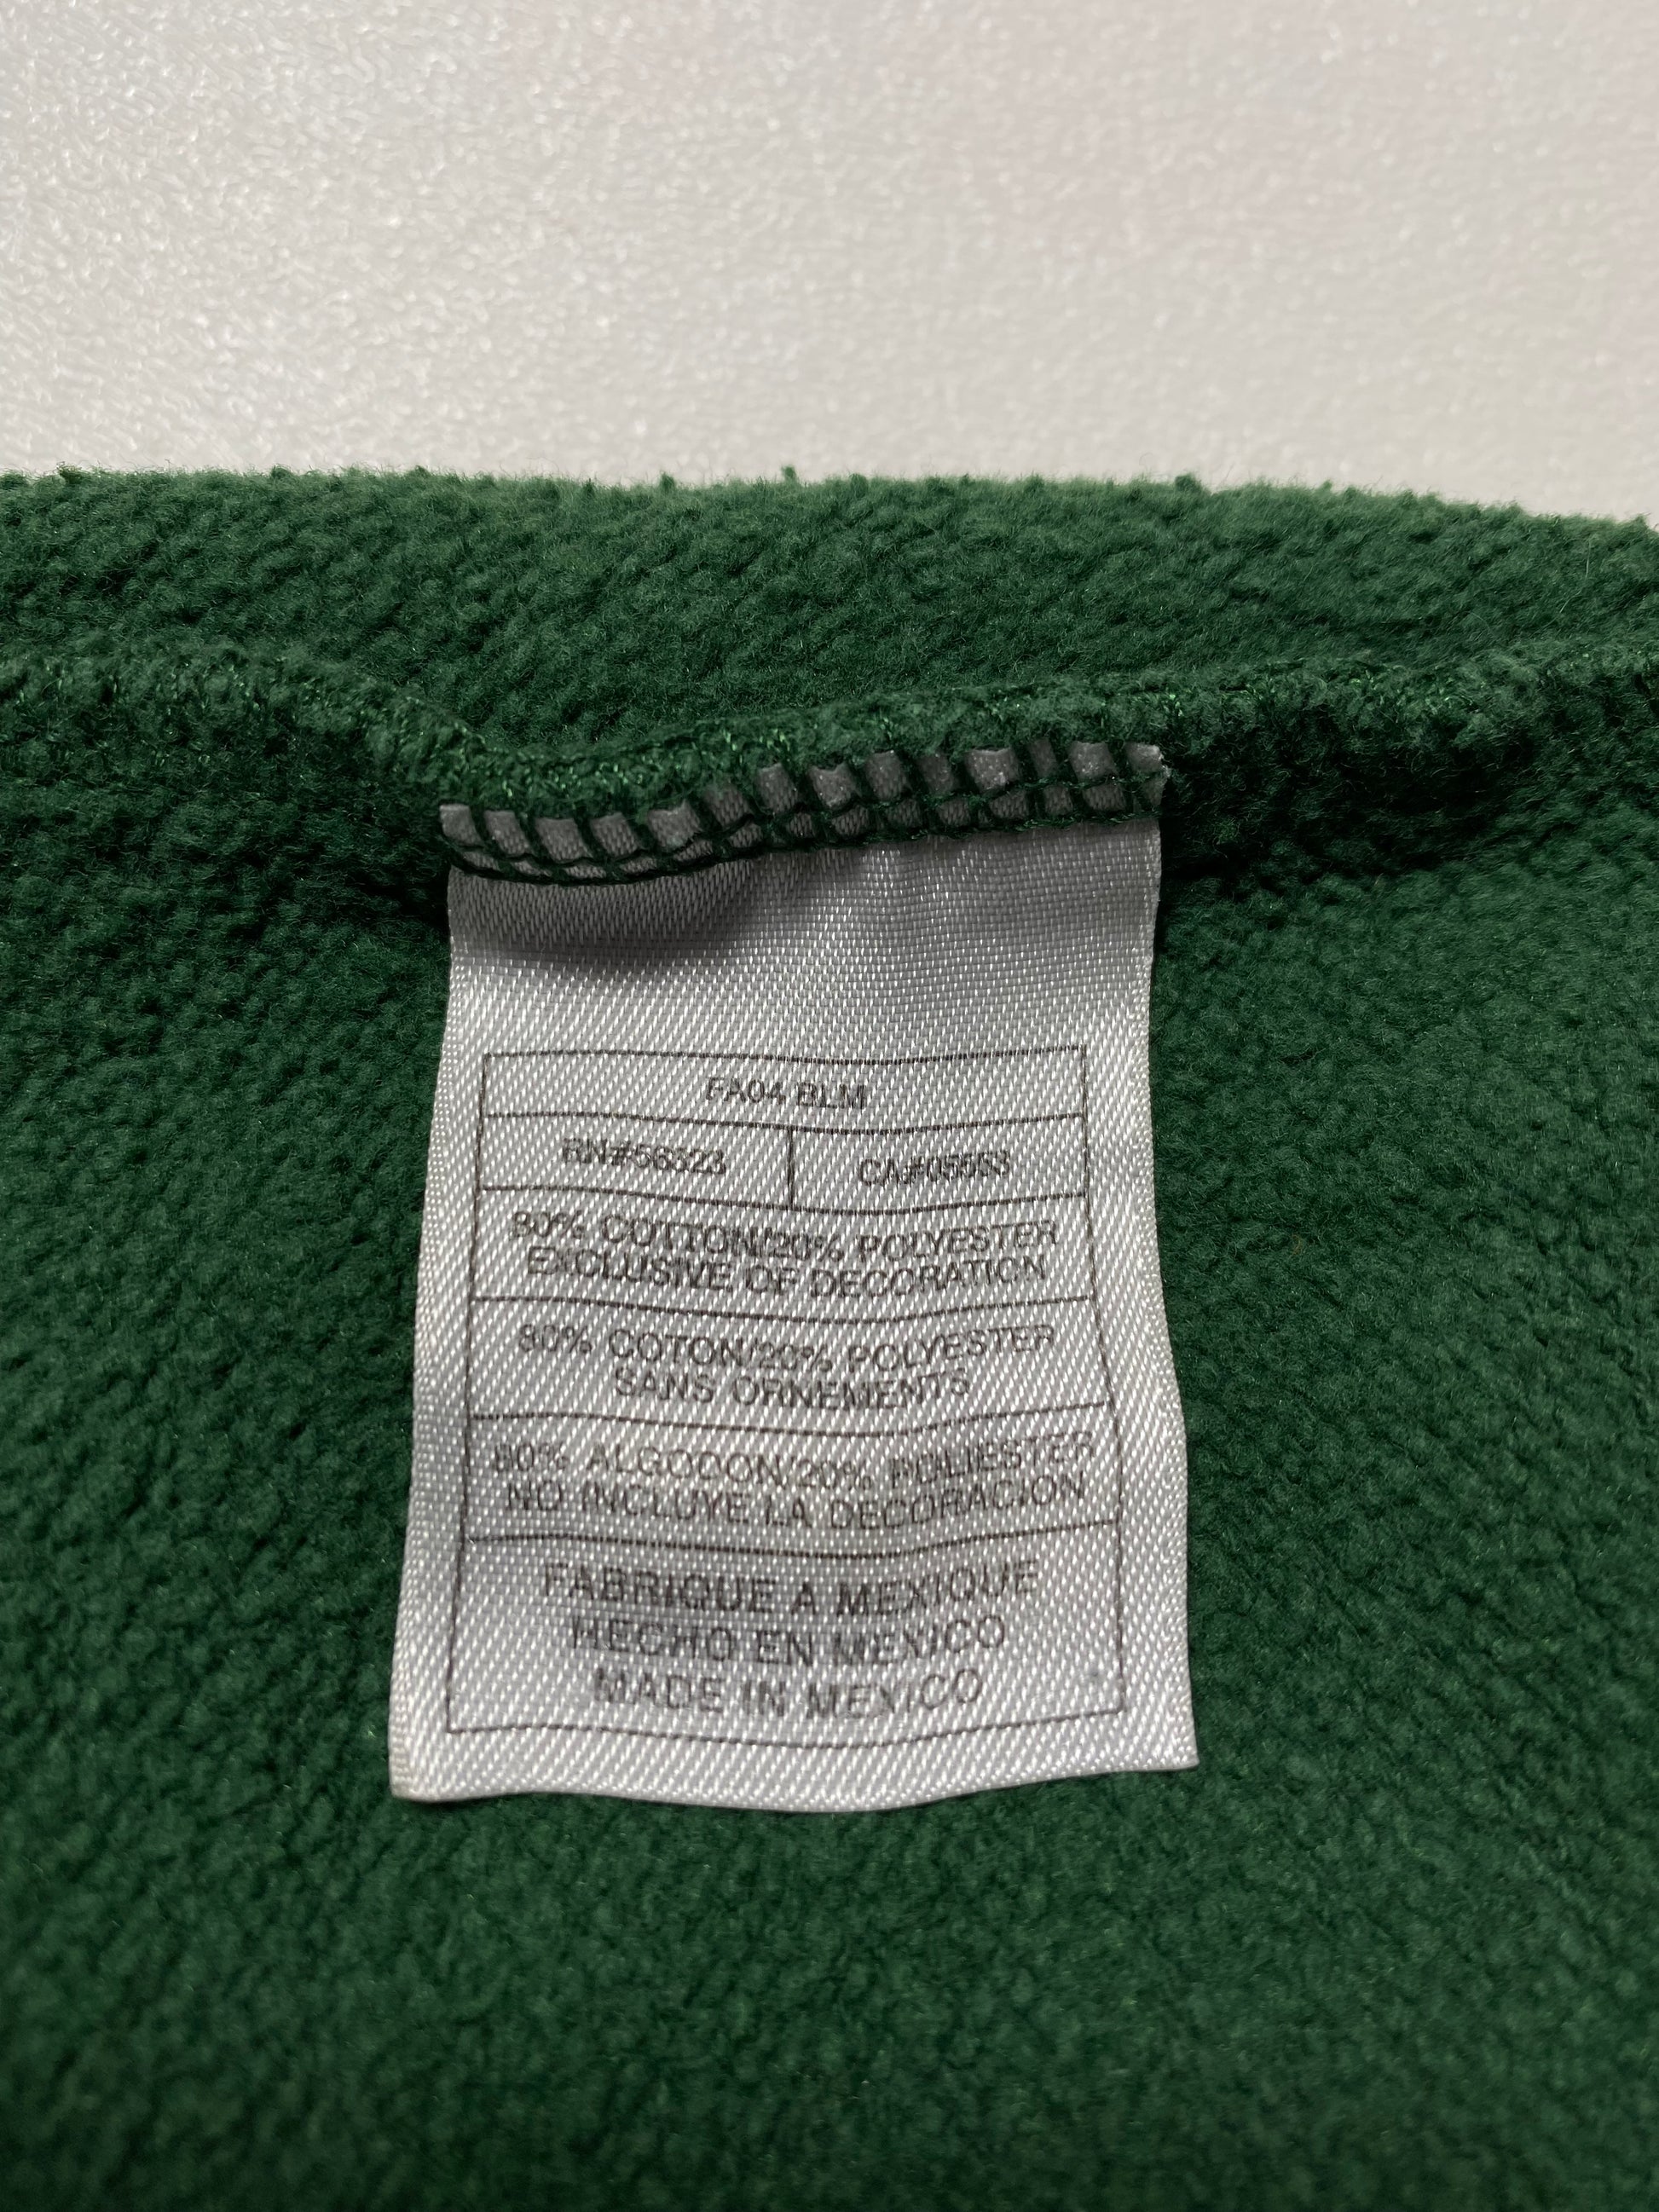 FA04 BLM
RN#56323 CA#05553
80% COTTON/20% POLYESTER
EXCLUSIVE OF DECORATION
80% COTON/20% POLYESTER
SANS ORNEMENTS
80% ALGODON/20% POLIESTER
NO INCLUYE LA DECORACION
FABRIQUE A MEXIQUE
HECHO EN MEXICO
MADE IN MEXICO